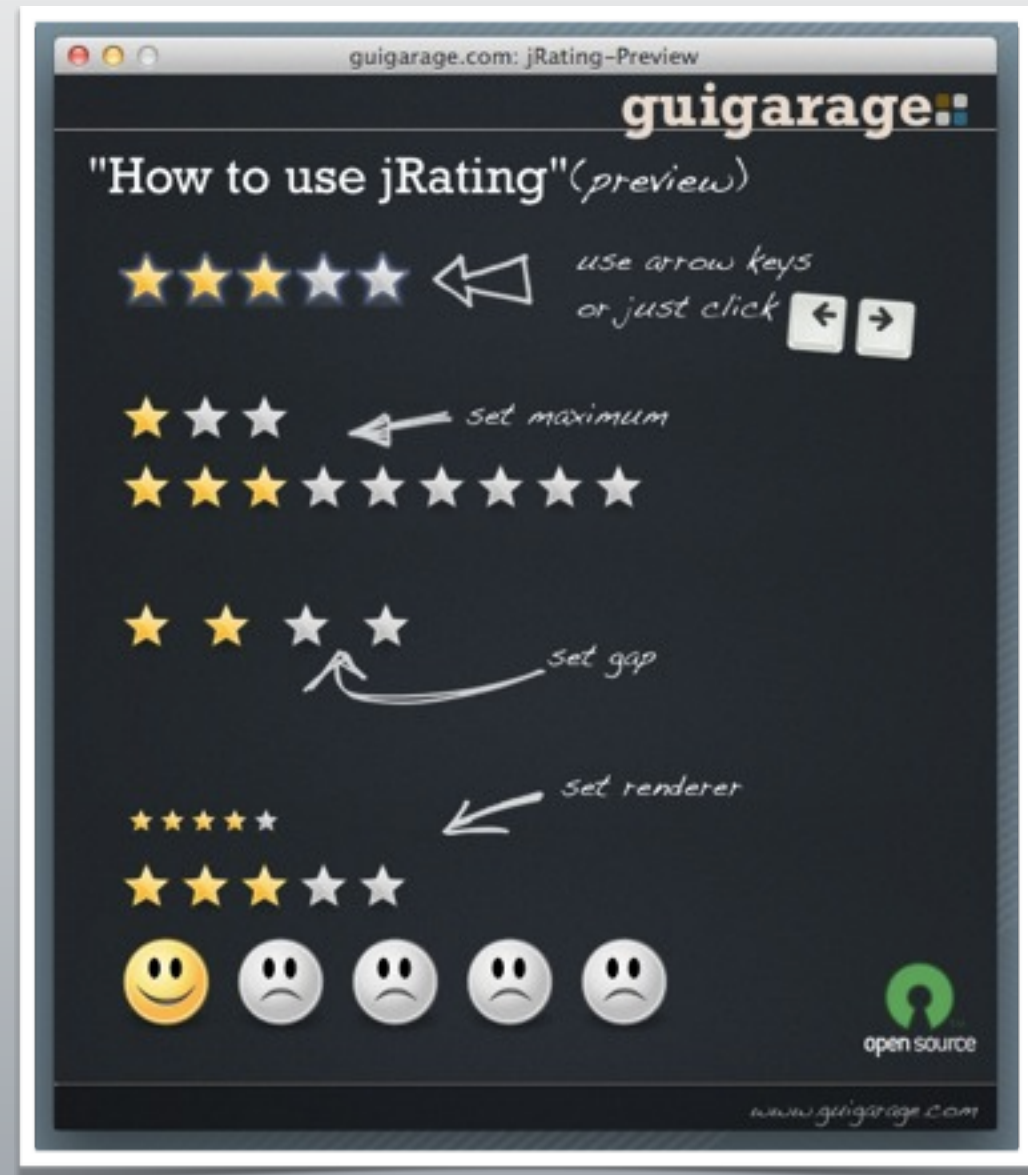 guigarage.com: jRating-Preview
guigarage
"How to use jRating"(preview)
use arrow keys
or just click
set maximum
set gap
set renderer
open source
www.guigarage.com